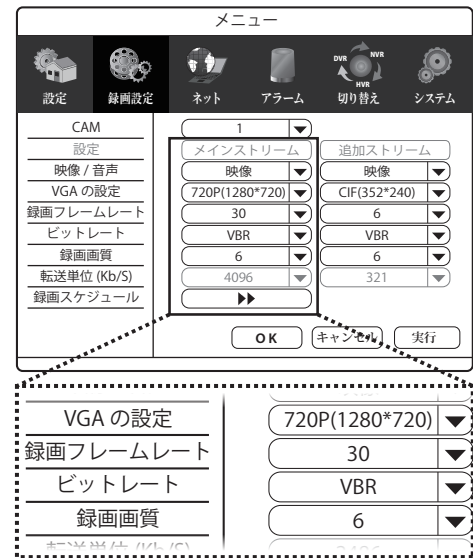 メニュー
設定 録画設定 ネット アラーム DVR NVR HVR 切り替え システム
CAM 1
設定 メインストリーム 追加ストリーム
映像 / 音声 映像 映像
VGA の設定 720P(1280*720) CIF(352*240)
録画フレームレート 30 6
ビットレート VBR VBR
録画画質 6 6
転送単位 (Kb/S) 4096 321
録画スケジュール
OK キャンセル 実行
VGA の設定 720P(1280*720)
録画フレームレート 30
ビットレート VBR
録画画質 6